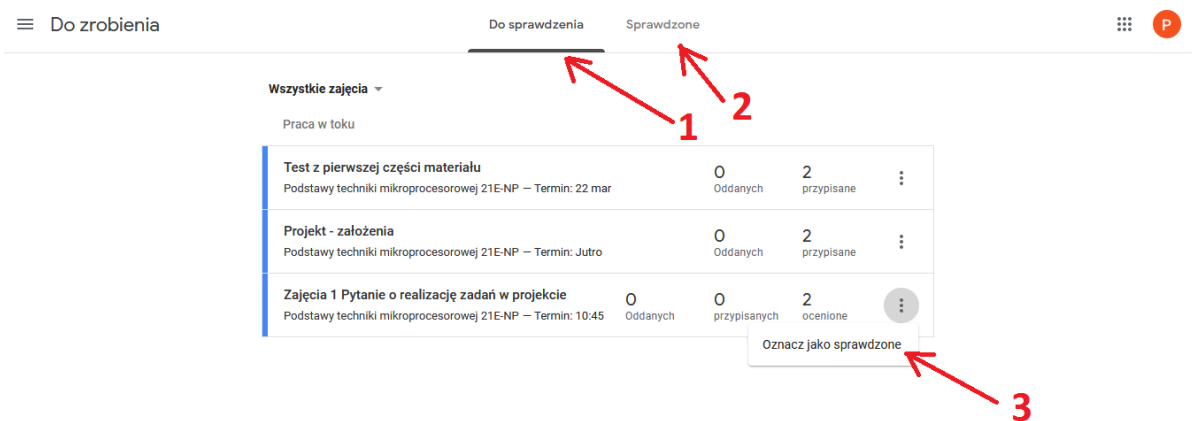 Do zrobienia
Do sprawdzenia
Sprawdzone
P
Wszystkie zajęcia
1
2
Praca w toku
Test z pierwszej części materiału
Podstawy techniki mikroprocesorowej 21E-NP — Termin: 22 mar
0
Oddanych
2
przypisane
Projekt - założenia
Podstawy techniki mikroprocesorowej 21E-NP — Termin: Jutro
0
Oddanych
2
przypisane
Zajęcia 1 Pytanie o realizację zadań w projekcie
Podstawy techniki mikroprocesorowej 21E-NP — Termin: 10:45
0
Oddanych
0
przypisanych
2
ocenione
Oznacz jako sprawdzone
3